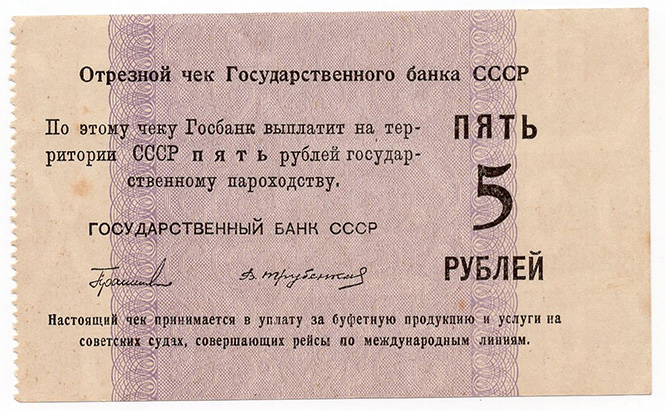 Отрезной чек Государственного банка СССР
По этому чеку Госбанк выплатит на тер-
ритории СССР пять рублей государ-
ственному пароходству.
ГОСУДАРСТВЕННЫЙ БАНК СССР
ПЯТЬ
5
РУБЛЕЙ
Настоящий чек принимается в уплату за буфетную продукцию и услуги на
советских судах, совершающих рейсы по международным линиям.